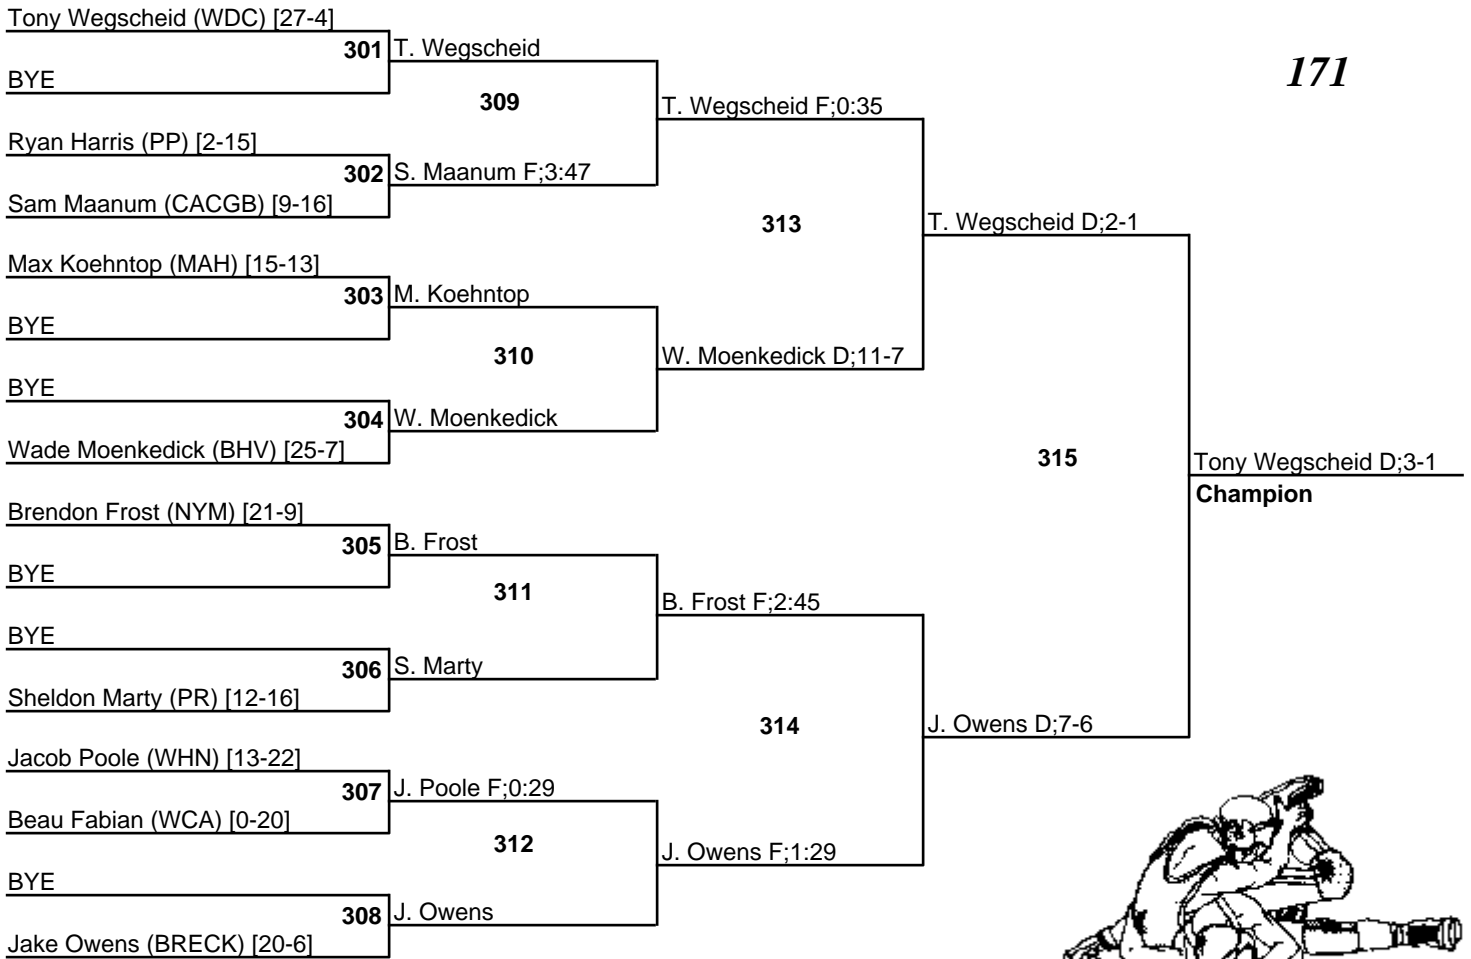 Tony Wegscheid (WDC) [27-4]
301 T. Wegscheid
BYE
171
309
T. Wegscheid F;0:35
Ryan Harris (PP) [2-15]
302 S. Maanum F;3:47
Sam Maanum (CACGB) [9-16]
313
T. Wegscheid D;2-1
Max Koehntop (MAH) [15-13]
303 M. Koehntop
BYE
310
W. Moenkedick D;11-7
BYE
304 W. Moenkedick
Wade Moenkedick (BHV) [25-7]
315
Tony Wegscheid D;3-1
Champion
Brendon Frost (NYM) [21-9]
305 B. Frost
BYE
311
B. Frost F;2:45
BYE
306 S. Marty
Sheldon Marty (PR) [12-16]
314
J. Owens D;7-6
Jacob Poole (WHN) [13-22]
307 J. Poole F;0:29
Beau Fabian (WCA) [0-20]
312
J. Owens F;1:29
BYE
308 J. Owens
Jake Owens (BRECK) [20-6]